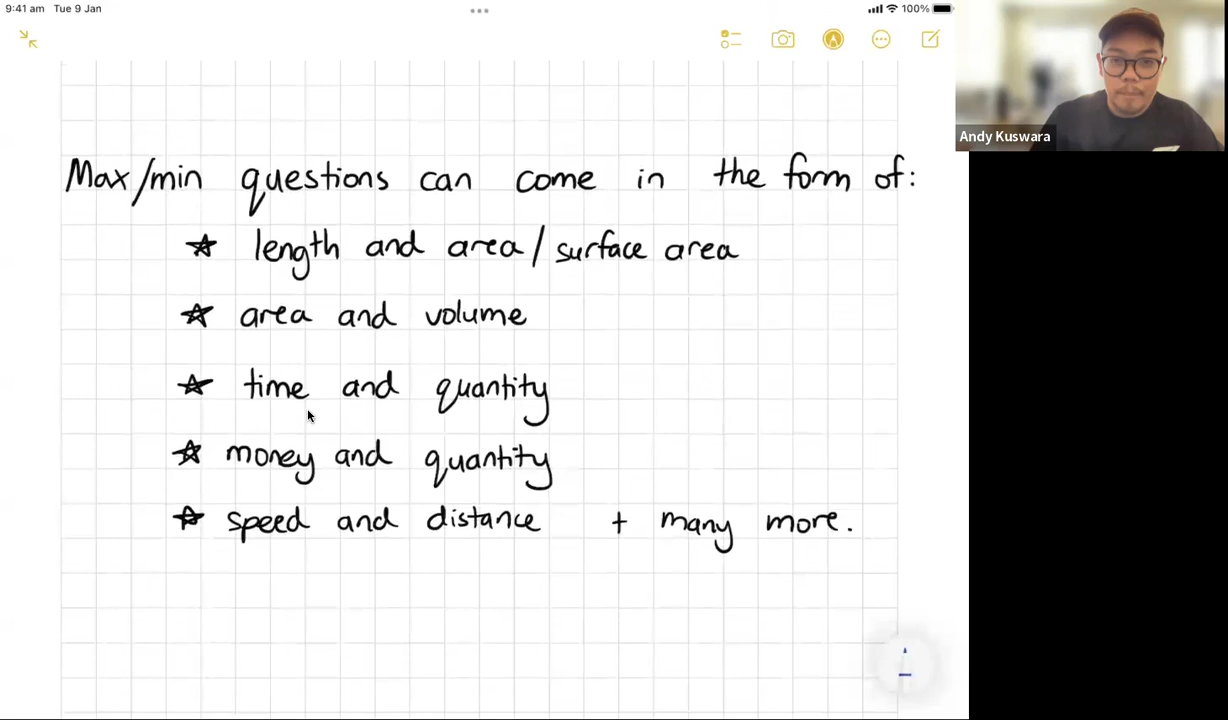 9:41 am Tue 9 Jan
100%
Andy Kuswara
Max/min questions can come in the form of:
★ length and area/surface area
★ area and volume
★ time and quantity
★ money and quantity
★ speed and distance + many more.